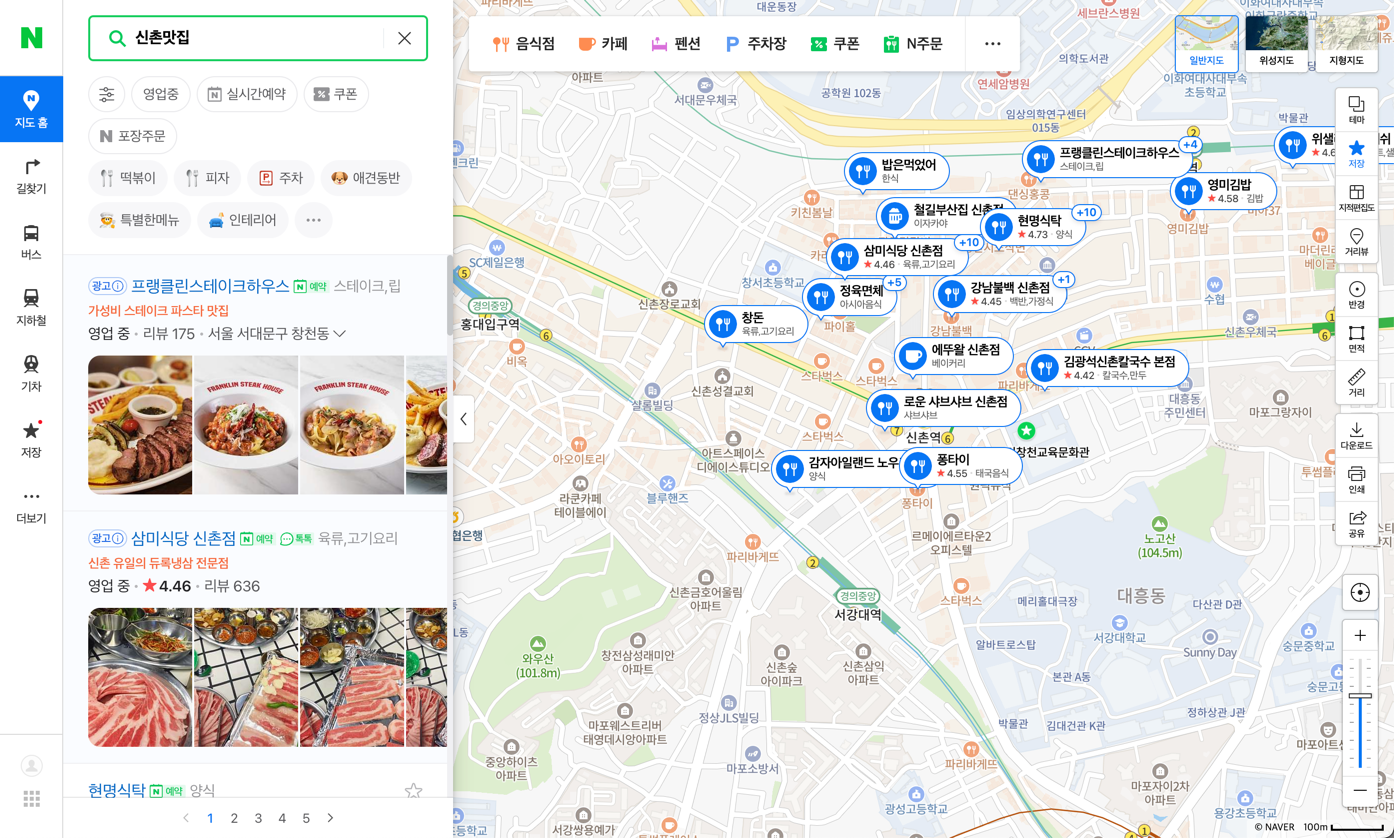 N
신촌맛집
지도 홈
길찾기
버스
지하철
기차
저장
더보기
영업중
실시간예약
쿠폰
N 포장주문
떡볶이
피자
P 주차
애견동반
특별한메뉴
인테리어
광고 프랭클린스테이크하우스 N 예약 스테이크,립
가성비 스테이크 파스타 맛집
영업 중 · 리뷰 175 · 서울 서대문구 창천동
FRANKLIN STEAK HOUSE
FRANKLIN STEAK HOUSE
광고 삼미식당 신촌점 N 예약 톡톡 육류,고기요리
신촌 유일의 듀록냉삼 전문점
영업 중 · ★4.46 · 리뷰 636
현명식탁 N 예약 양식
1 2 3 4 5
음식점
카페
펜션
P 주차장
쿠폰
N주문
일반지도
위성지도
지형지도
테마
저장
지적편집도
거리뷰
반경
면적
거리
다운로드
인쇄
공유
대운동장
세브란스병원
아파트
서대문우체국
의학도서관
연세암병원
공학원 102동
임상의학연구센터
015동
이화여대사대부속
초등학교
박물관
밥은먹었어
한식
프랭클린스테이크하우스 +4
스테이크,립
영미김밥
★4.58 · 김밥
영미김밥
댄싱홍콩
키친봄날
철길부산집 신촌점
이자카야
현명식탁 +10
★4.73 · 양식
삼미식당 신촌점 +10
★4.46 · 육류,고기요리
정육면체 +5
아시아음식
강남불백 신촌점 +1
★4.45 · 백반,가정식
강남불백
창돈
육류,고기요리
파이홀
에뚜왈 신촌점
베이커리
김광석신촌칼국수 본점
★4.42 · 칼국수,만두
로운 샤브샤브 신촌점
샤브샤브
신촌역
감자아일랜드 노우
양식
퐁타이
★4.55 · 태국음식
퐁타이
창천교육문화관
SC제일은행
경의중앙
홍대입구역
창서초등학교
신촌장로교회
비옥
스타벅스
스타벅스
스타벅스
신촌성결교회
샬롬빌딩
아오이토리
아트스페이스
디에이스튜디오
라쿤카페
테이블에이
블루핸즈
파리바게뜨
르메이에르타운2
오피스텔
노고산
(104.5m)
신촌금호어울림
아파트
경의중앙
서강대역
스타벅스
메리홀대극장
대흥동
다산관 D관
서강대학교
알바트로스탑
Sunny Day
숭문중학교
와우산
(101.8m)
창전삼성래미안
아파트
신촌숲
아이파크
신촌삼익
아파트
본관 A동
정하상관 J관
박물관
김대건관 K관
정상JLS빌딩
마포웨스트리버
태영데시앙아파트
중앙하이츠
아파트
마포소방서
파리바게뜨
광성고등학교
마포자이2차
아파트
숭문고등학교
서강쌍용예가
수협
신촌우체국
대흥동
주민센터
마포그랑자이
© NAVER 100m